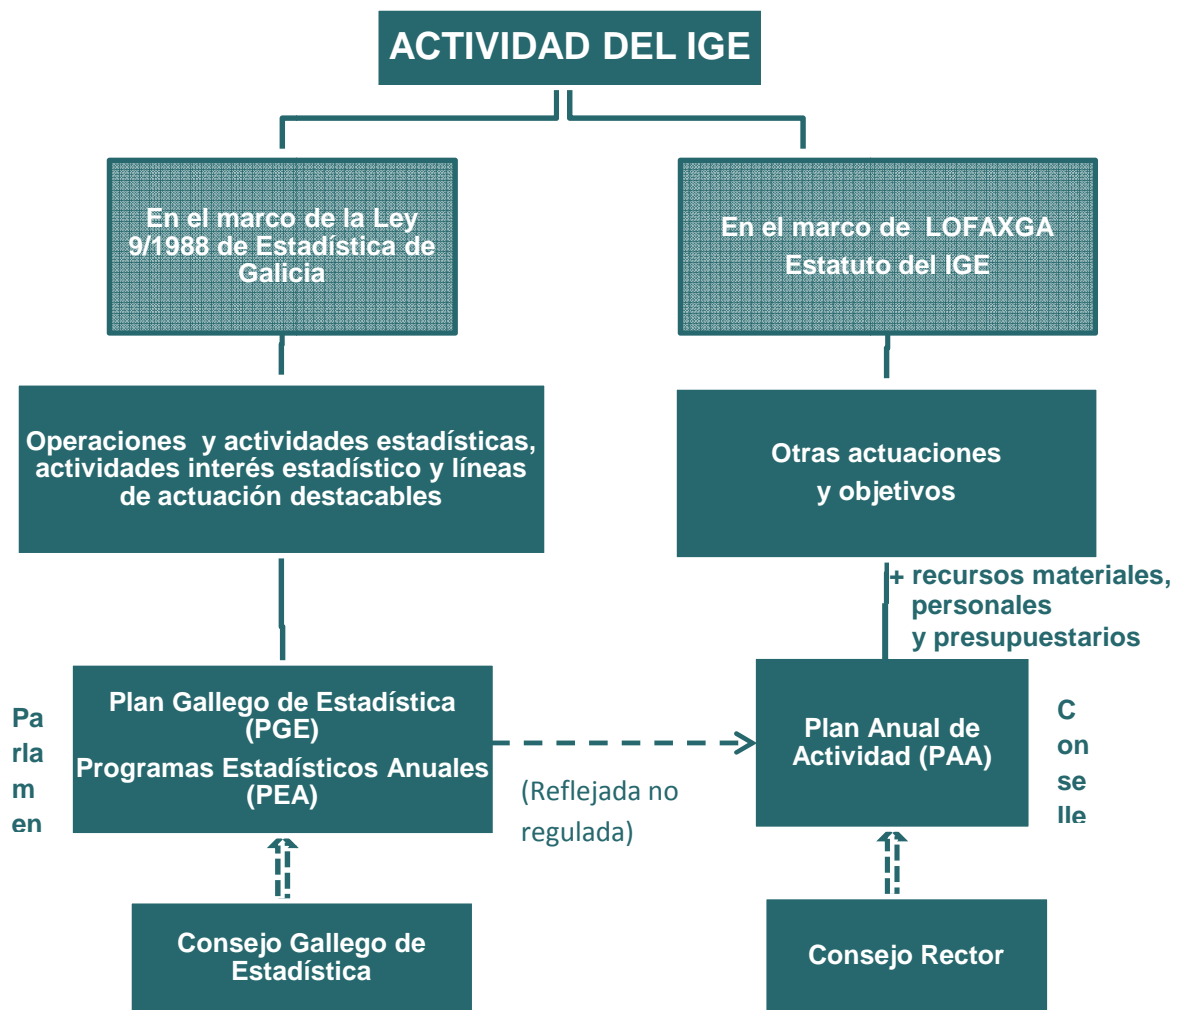 ACTIVIDAD DEL IGE
En el marco de la Ley
9/1988 de Estadística de
Galicia
En el marco de LOFAXGA
Estatuto del IGE
Operaciones y actividades estadísticas,
actividades interés estadístico y líneas
de actuación destacables
Otras actuaciones
y objetivos
+ recursos materiales,
personales
y presupuestarios
Plan Gallego de Estadística
(PGE)
Programas Estadísticos Anuales
(PEA)
Pa
rla
m
en
(Reflejada no
regulada)
Plan Anual de
Actividad (PAA)
C
on
se
lle
Consejo Gallego de
Estadística
Consejo Rector